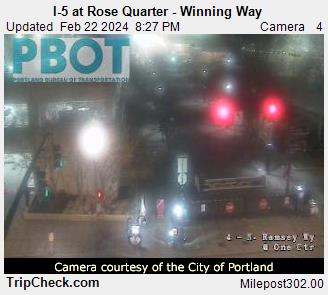 I-5 at Rose Quarter - Winning Way
Updated Feb 22 2024 8:27 PM Camera 4
PBOT
PORTLAND BUREAU OF TRANSPORTATION
4 - N. Ramsey Wy
W One Ctr
Camera courtesy of the City of Portland
TripCheck.com Milepost302.00